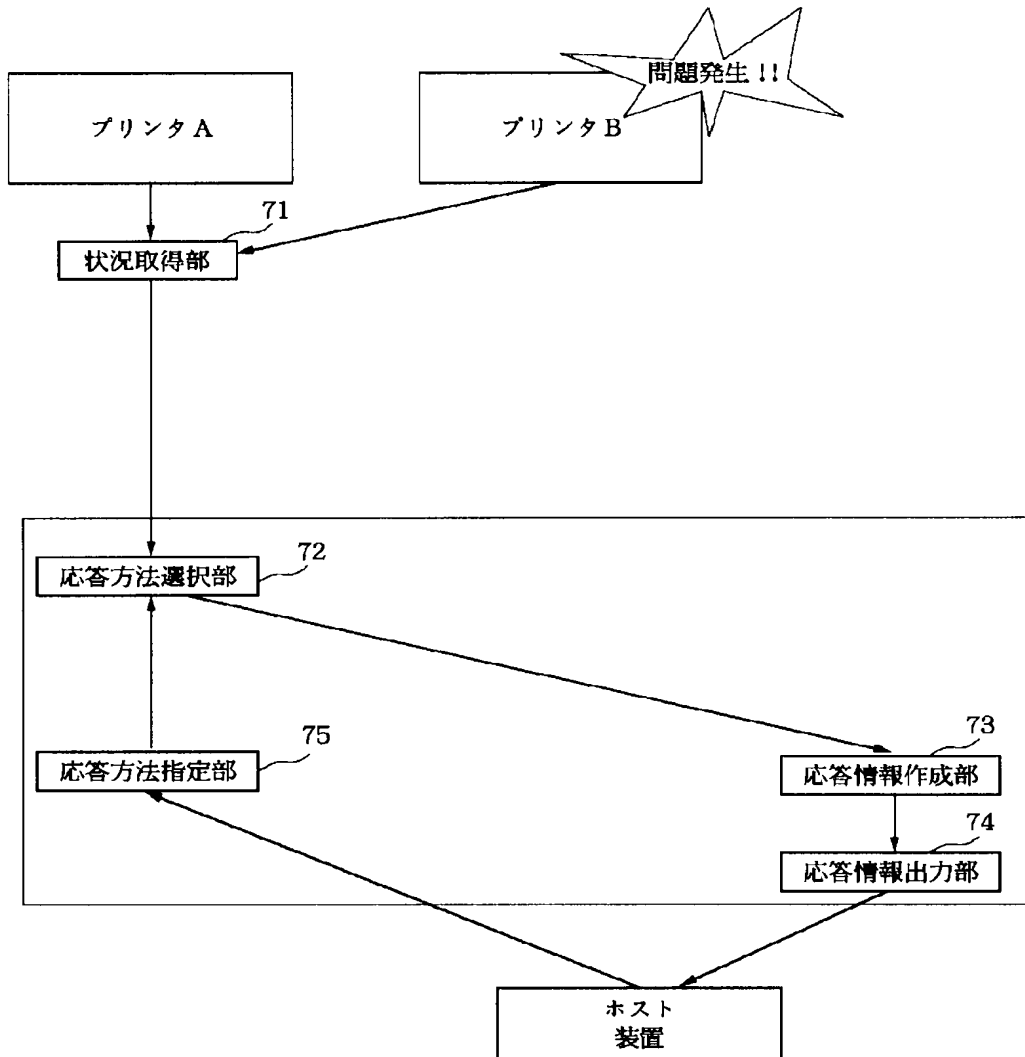 問題発生!!
プリンタA
プリンタB
71
状況取得部
72
応答方法選択部
75
応答方法指定部
73
応答情報作成部
74
応答情報出力部
ホスト
装置